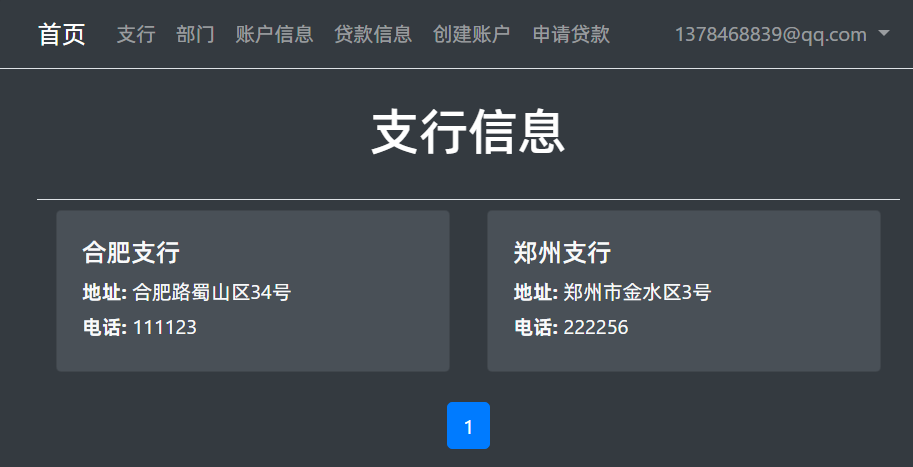 首页 支行 部门 账户信息 贷款信息 创建账户 申请贷款 1378468839@qq.com
支行信息
合肥支行
地址: 合肥路蜀山区34号
电话: 111123
郑州支行
地址: 郑州市金水区3号
电话: 222256
1